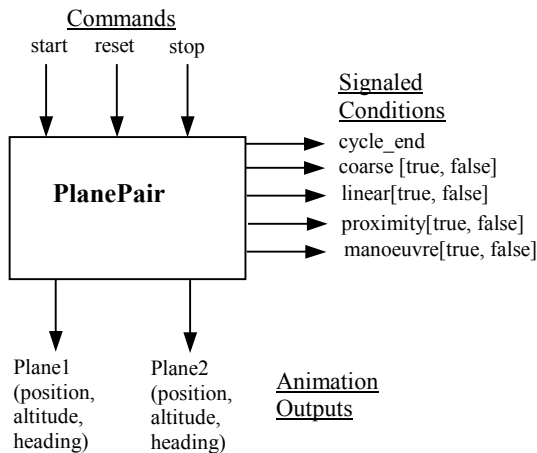 Commands
start reset stop
Signaled
Conditions
cycle_end
coarse [true, false]
linear[true, false]
proximity[true, false]
manoeuvre[true, false]
PlanePair
Plane1
(position,
altitude,
heading)
Plane2
(position,
altitude,
heading)
Animation
Outputs